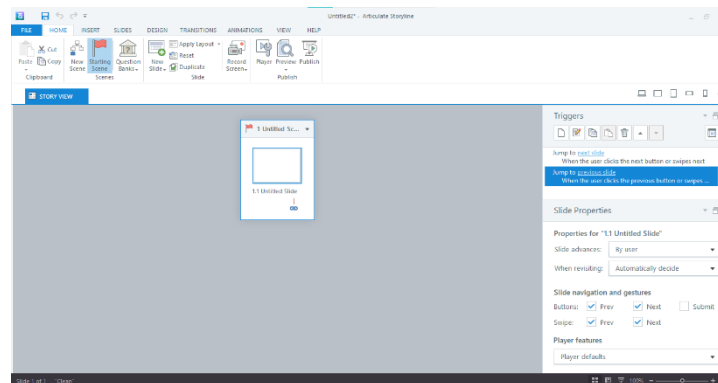 Untitled2* - Articulate Storyline
FILE HOME INSERT SLIDES DESIGN TRANSITIONS ANIMATIONS VIEW HELP
Paste
Cut
Copy
Clipboard
New Scene
Starting Scene
Question Banks
Scenes
New Slide
Apply Layout
Reset
Duplicate
Slide
Record Screen
Player
Preview
Publish
Publish
STORY VIEW
1 Untitled Sc...
1.1 Untitled Slide
Triggers
Jump to next slide
When the user clicks the next button or swipes next
Jump to previous slide
When the user clicks the previous button or swipes ...
Slide Properties
Properties for "1.1 Untitled Slide"
Slide advances: By user
When revisiting: Automatically decide
Slide navigation and gestures
Buttons: Prev Next Submit
Swipe: Prev Next
Player features
Player defaults
Slide 1 of 1 "Clean"
100%